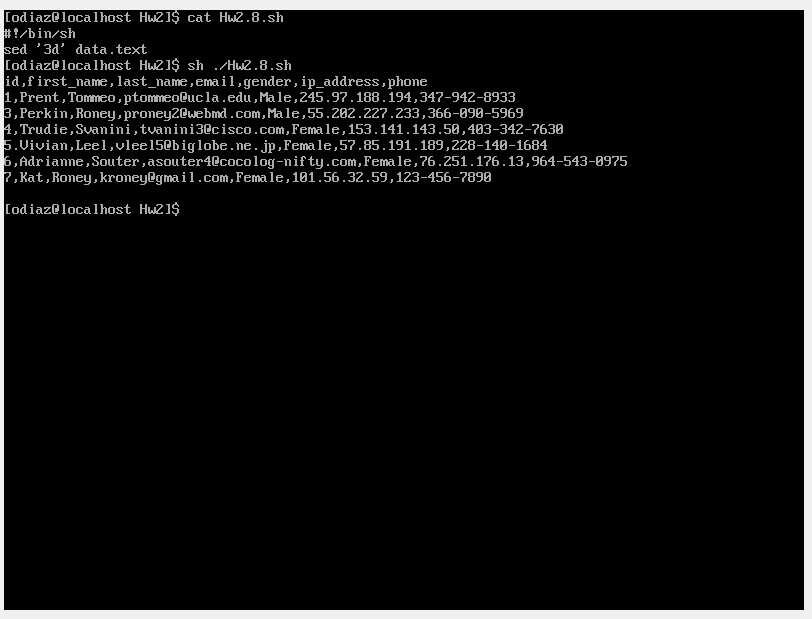 [odiaz@localhost Hw2]$ cat Hw2.8.sh
#!/bin/sh
sed '3d' data.text
[odiaz@localhost Hw2]$ sh ./Hw2.8.sh
id,first_name,last_name,email,gender,ip_address,phone
1,Prent,Tommeo,ptommeo@ucla.edu,Male,245.97.188.194,347-942-8933
3,Perkin,Roney,proney2@webmd.com,Male,55.202.227.233,366-090-5969
4,Trudie,Svanini,tvanini3@cisco.com,Female,153.141.143.50,403-342-7630
5.Vivian,Leel,vleel5@biglobe.ne.jp,Female,57.85.191.189,228-140-1684
6,Adrianne,Souter,asouter4@cocolog-nifty.com,Female,76.251.176.13,964-543-0975
7,Kat,Roney,kroney@gmail.com,Female,101.56.32.59,123-456-7890
[odiaz@localhost Hw2]$